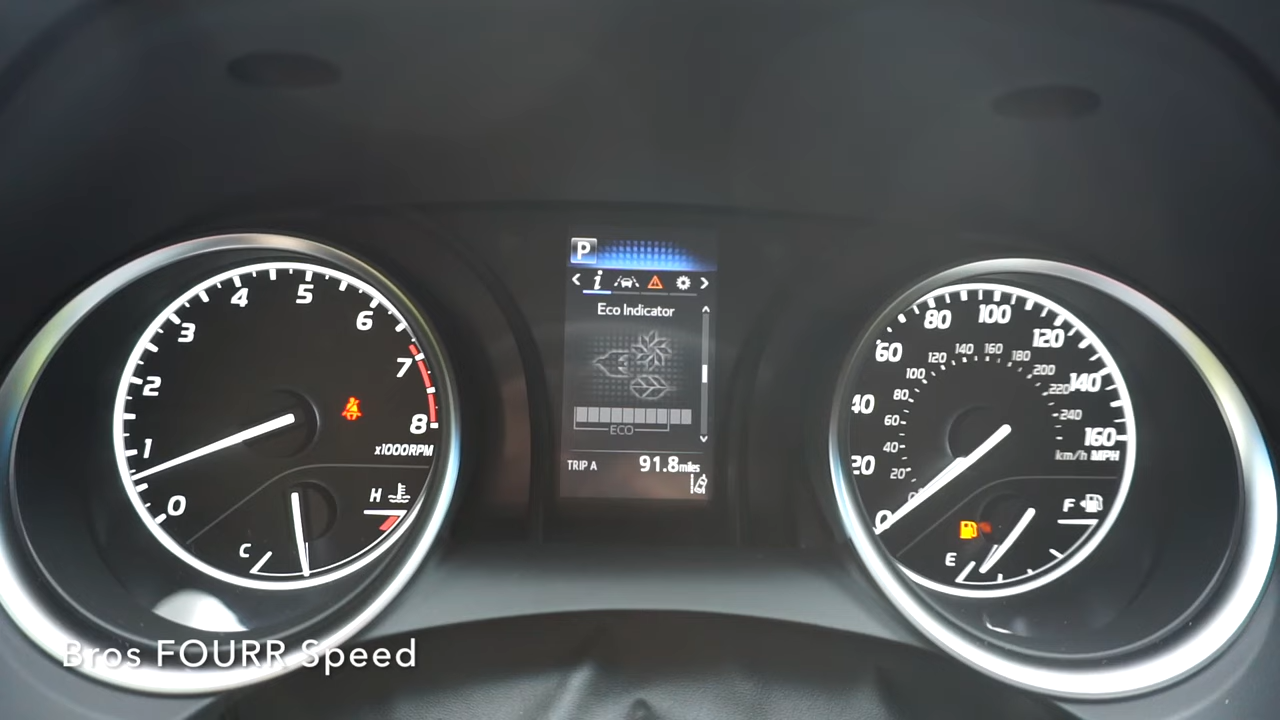 P
Eco Indicator
ECO
TRIP A 91.8 miles
0 1 2 3 4 5 6 7 8
x1000RPM
C H
0 20 40 60 80 100 120 140 160
0 20 40 60 80 100 120 140 160 180 200 220 240
km/h MPH
E F
Bros FOURR Speed